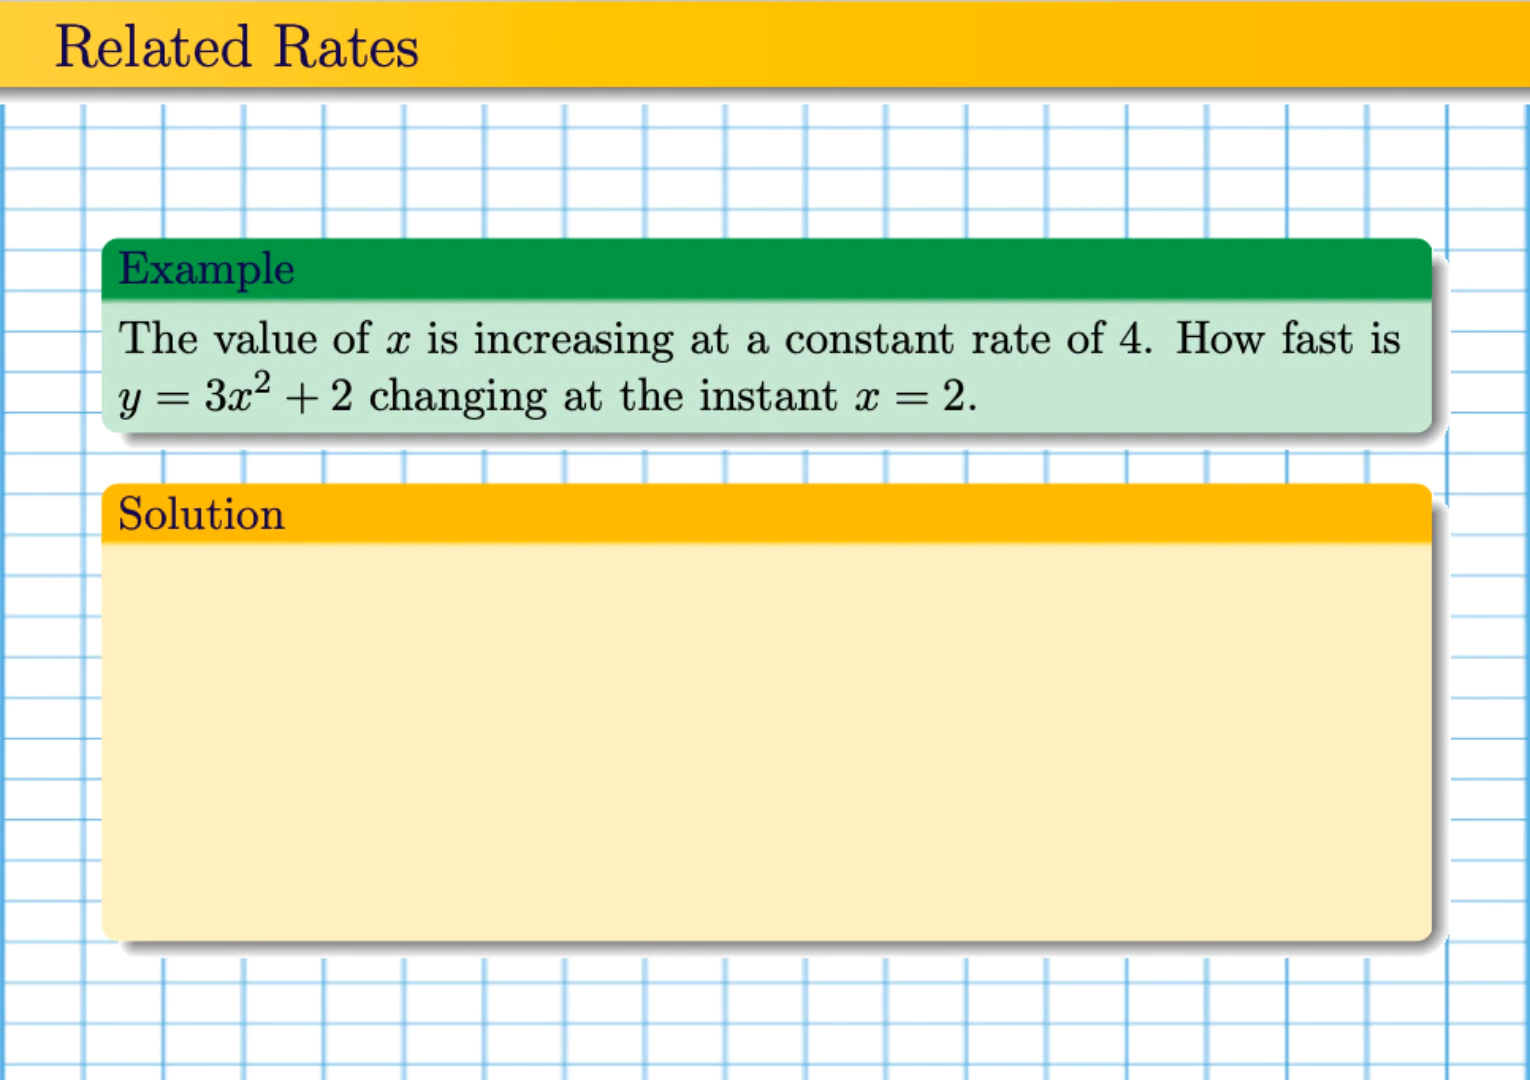 Related Rates
Example
The value of x is increasing at a constant rate of 4. How fast is
y = 3x² + 2 changing at the instant x = 2.
Solution